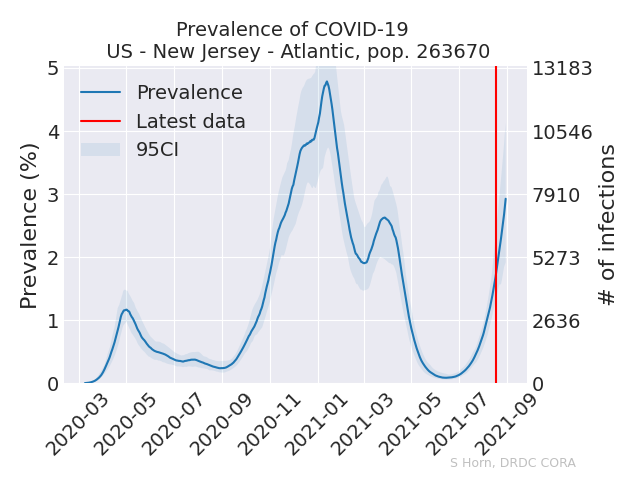 Prevalence of COVID-19
US - New Jersey - Atlantic, pop. 263670
Prevalence (%)
5
4
3
2
1
0
Prevalence
Latest data
95CI
13183
10546
7910
5273
2636
0
# of infections
2020-03
2020-05
2020-07
2020-09
2020-11
2021-01
2021-03
2021-05
2021-07
2021-09
S Horn, DRDC CORA